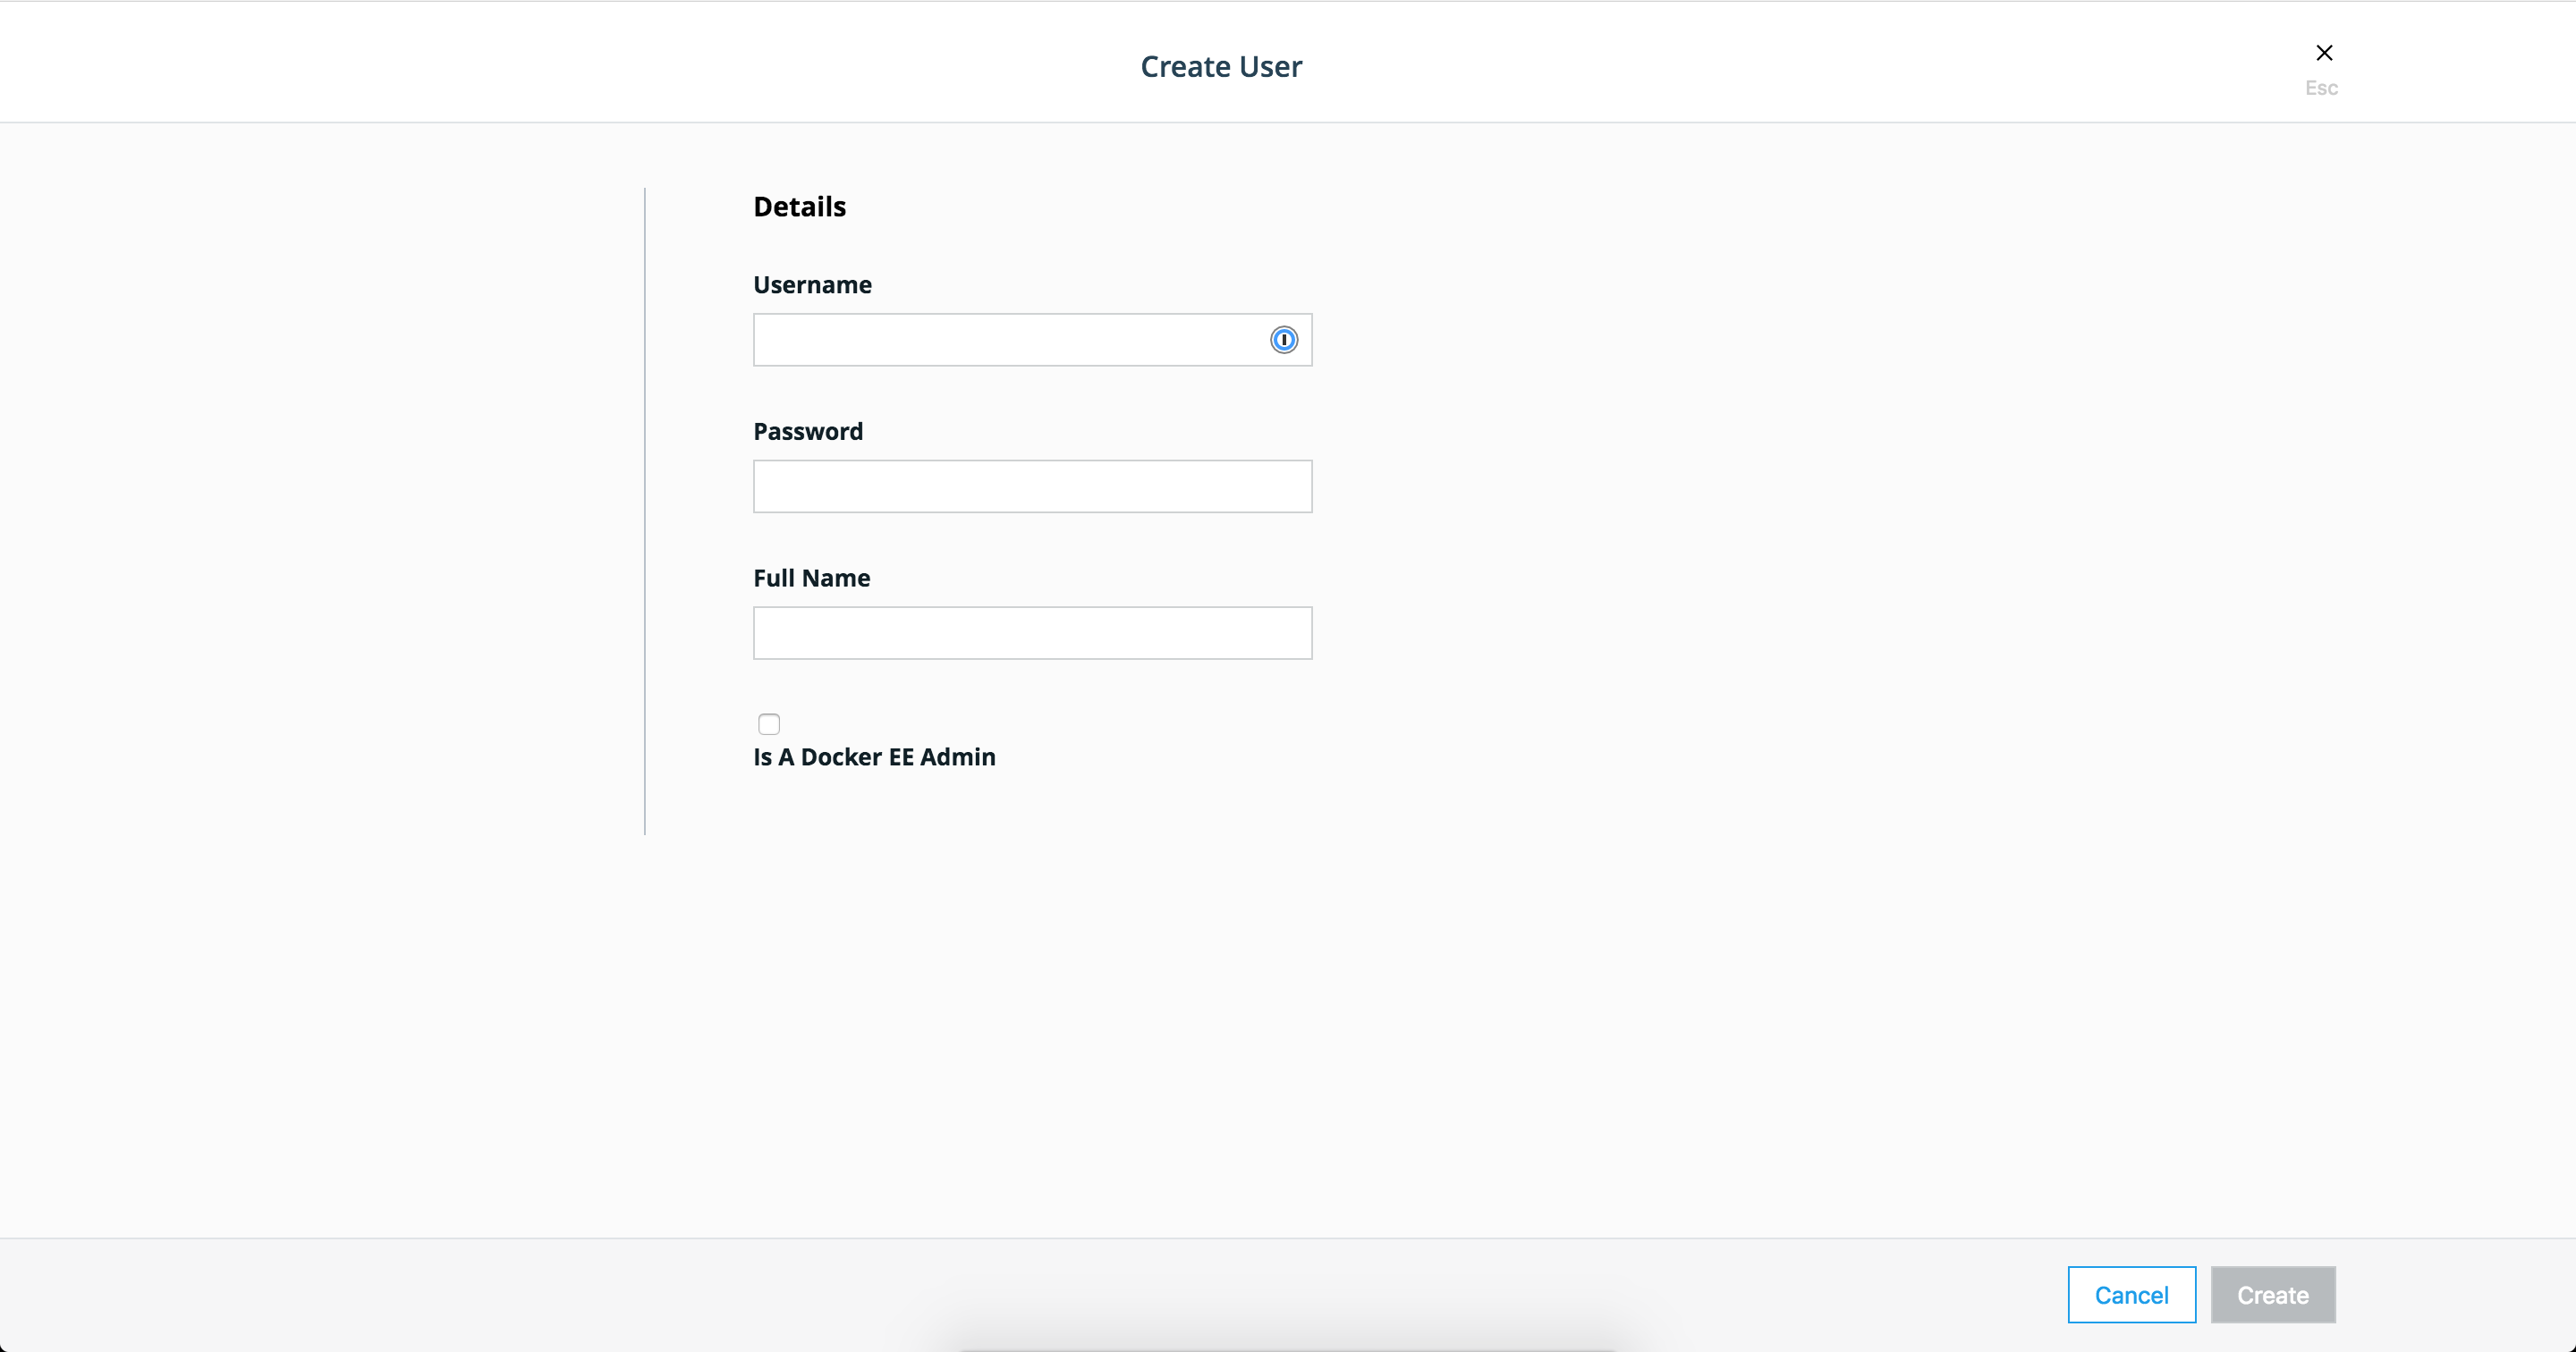 Create User
Esc
Details
Username
Password
Full Name
Is A Docker EE Admin
Cancel
Create